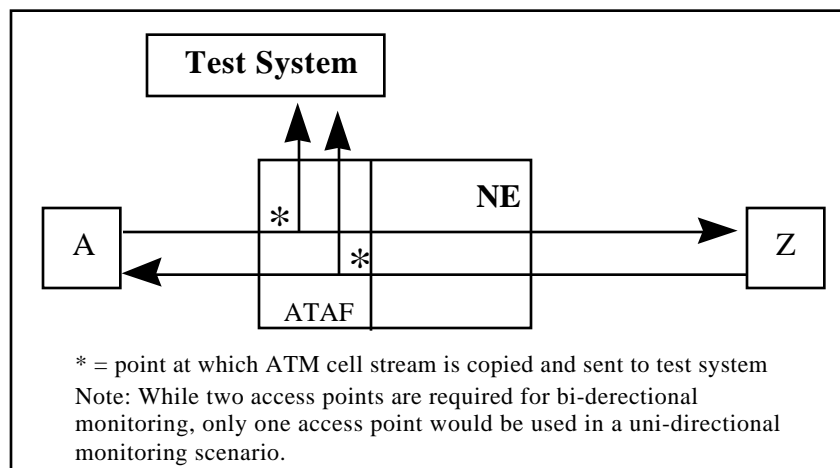 Test System
NE
*
A
Z
*
ATAF
* = point at which ATM cell stream is copied and sent to test system
Note: While two access points are required for bi-derectional
monitoring, only one access point would be used in a uni-directional
monitoring scenario.